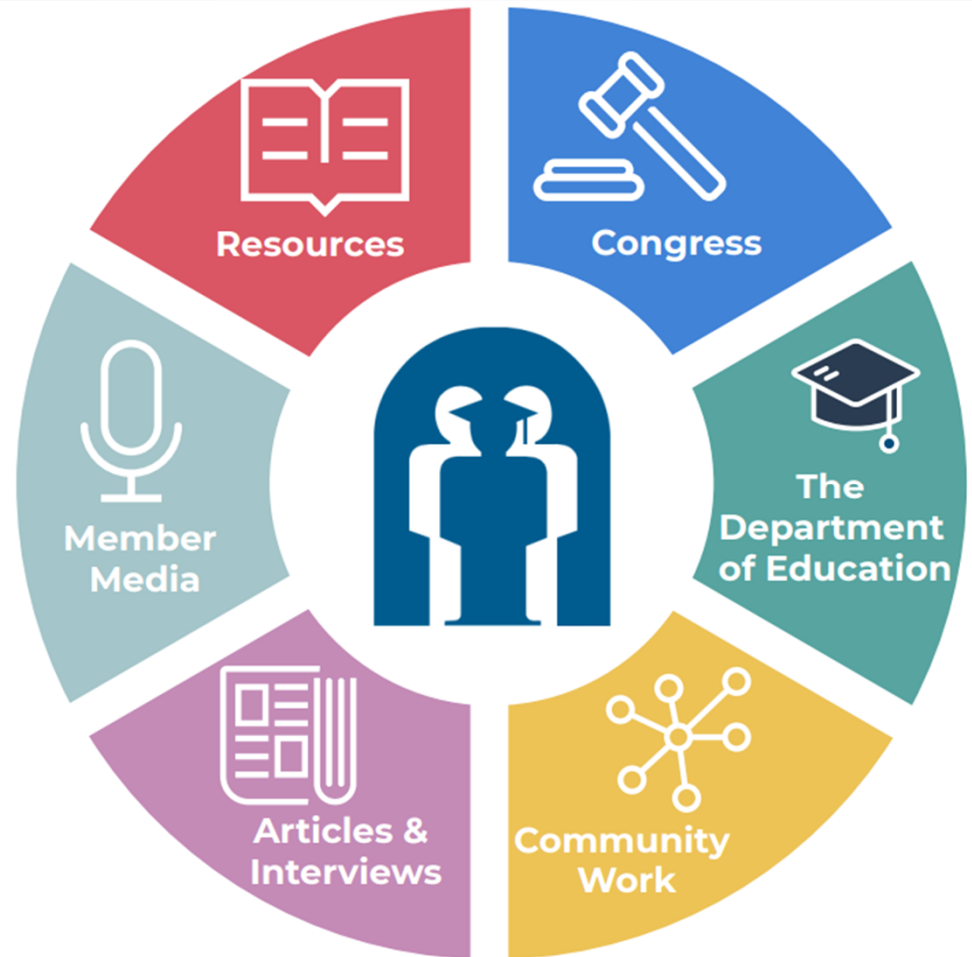 Resources
Congress
The
Department
of Education
Community
Work
Articles &
Interviews
Member
Media